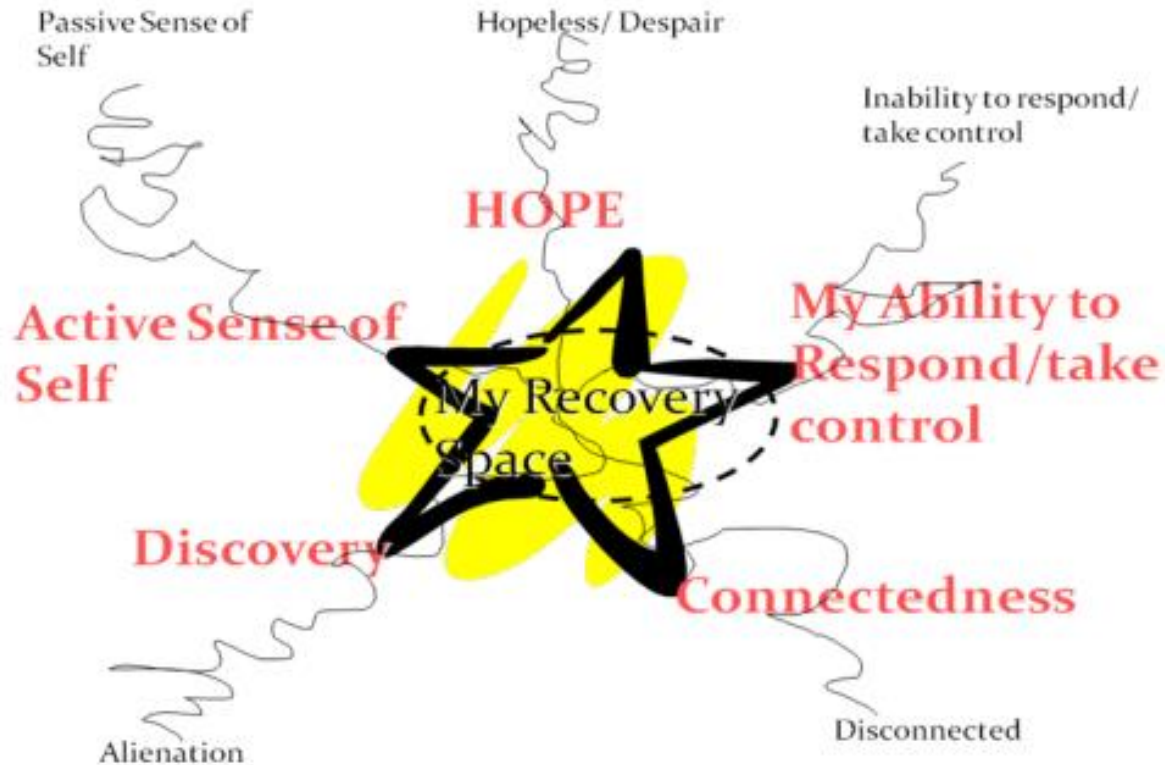 Passive Sense of
Self
Hopeless/ Despair
Inability to respond/
take control
HOPE
Active Sense of
Self
My Ability to
Respond/take
control
My Recovery
Space
Discovery
Connectedness
Alienation
Disconnected